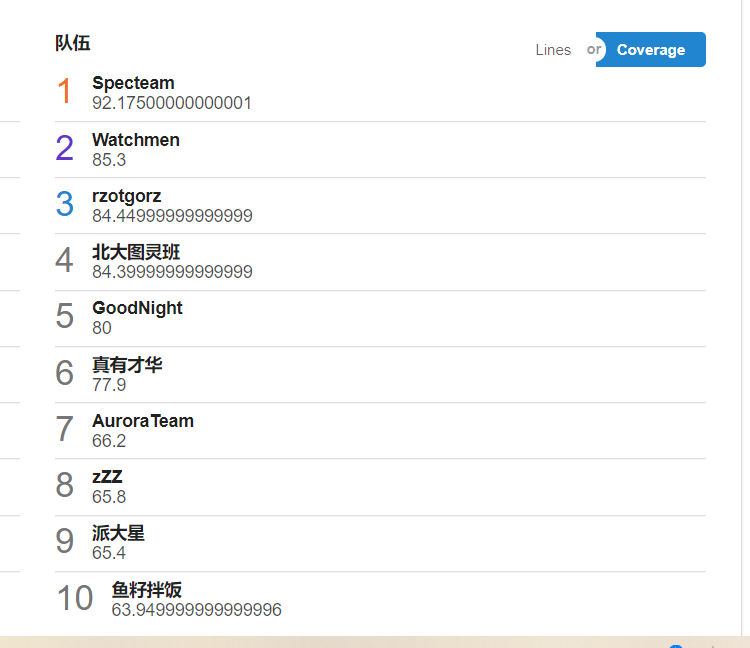 队伍
Lines or Coverage
1 Specteam
92.17500000000001
2 Watchmen
85.3
3 rzotgorz
84.44999999999999
4 北大图灵班
84.39999999999999
5 GoodNight
80
6 真有才华
77.9
7 AuroraTeam
66.2
8 zZZ
65.8
9 派大星
65.4
10 鱼籽拌饭
63.949999999999996